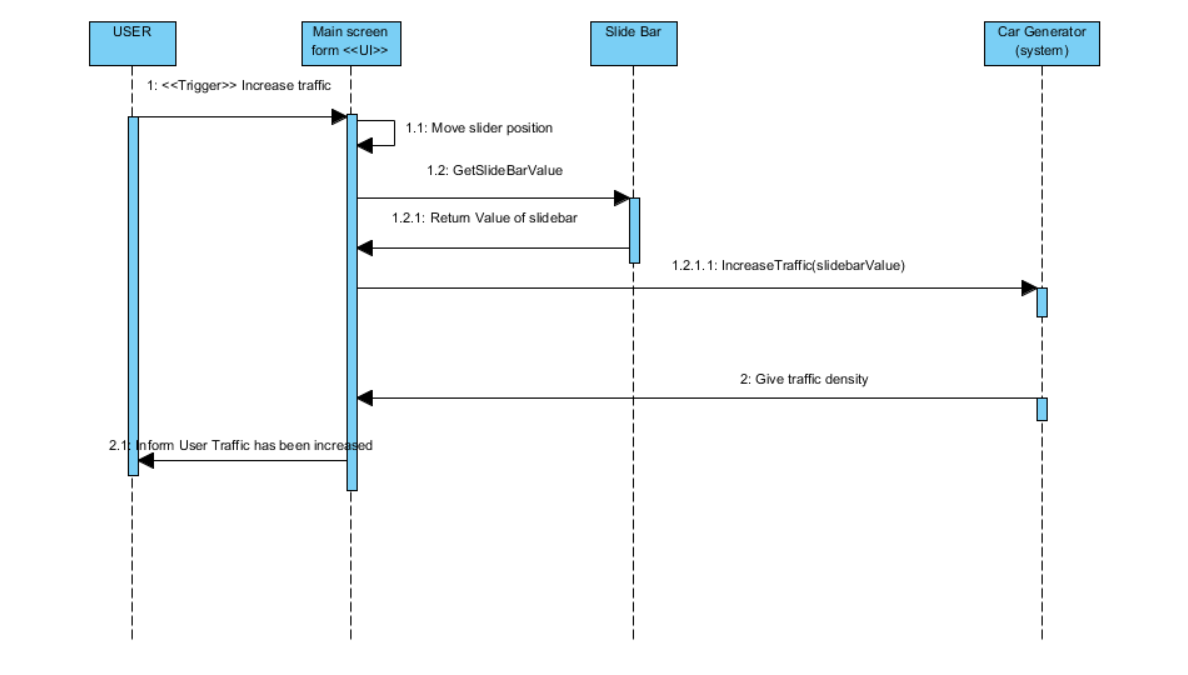 USER
Main screen
form <<UI>>
Slide Bar
Car Generator
(system)
1: <<Trigger>> Increase traffic
1.1: Move slider position
1.2: GetSlideBarValue
1.2.1: Return Value of slidebar
1.2.1.1: IncreaseTraffic(slidebarValue)
2: Give traffic density
2.1: Inform User Traffic has been increased